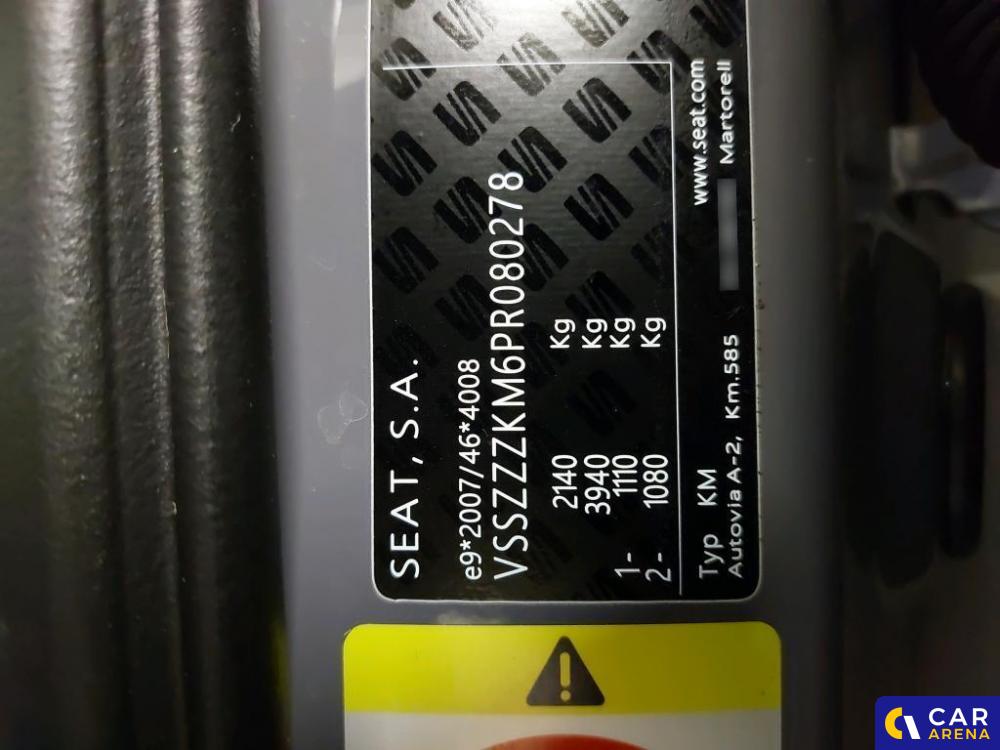 SEAT, S.A.
e9*2007/46*4008
VSSZZZKM6PR080278
2140 Kg
3940 Kg
1- 1110 Kg
2- 1080 Kg
Typ KM www.seat.com
Autovia A-2, Km.585 Martorell
CAR
ARENA